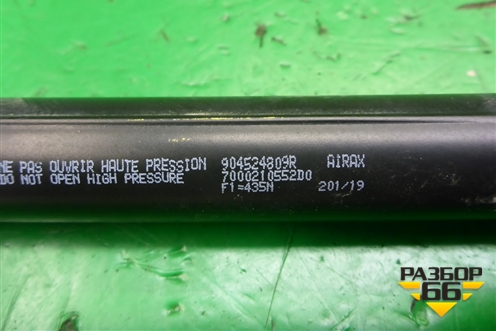 NE PAS OUVRIR HAUTE PRESSION 904524809R AIRAX
DO NOT OPEN HIGH PRESSURE 7000210552D0
F1=435N 201/19
РАЗБОР
66